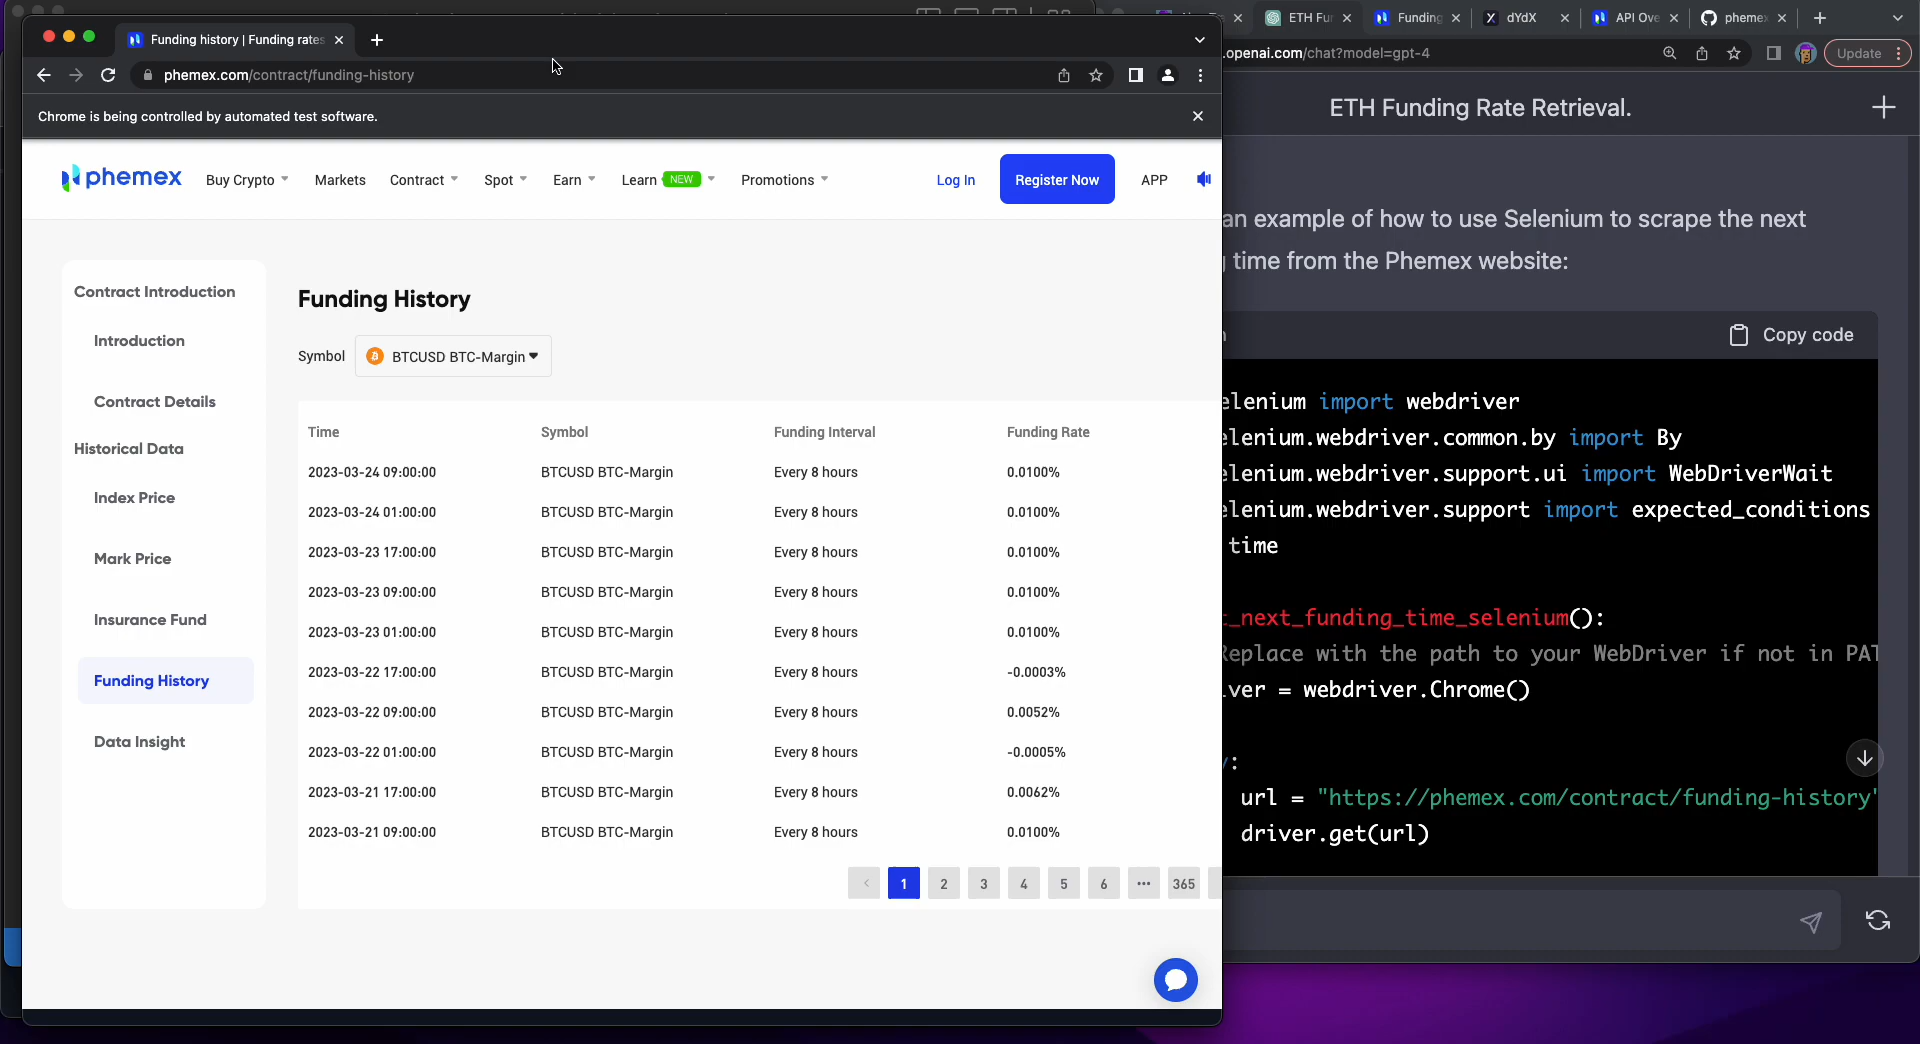 Funding history | Funding rates
phemex.com/contract/funding-history
Chrome is being controlled by automated test software.
phemex
Buy Crypto
Markets
Contract
Spot
Earn
Learn NEW
Promotions
Log In
Register Now
APP
Contract Introduction
Introduction
Contract Details
Historical Data
Index Price
Mark Price
Insurance Fund
Funding History
Data Insight
Funding History
Symbol BTCUSD BTC-Margin
Time Symbol Funding Interval Funding Rate
2023-03-24 09:00:00 BTCUSD BTC-Margin Every 8 hours 0.0100%
2023-03-24 01:00:00 BTCUSD BTC-Margin Every 8 hours 0.0100%
2023-03-23 17:00:00 BTCUSD BTC-Margin Every 8 hours 0.0100%
2023-03-23 09:00:00 BTCUSD BTC-Margin Every 8 hours 0.0100%
2023-03-23 01:00:00 BTCUSD BTC-Margin Every 8 hours 0.0100%
2023-03-22 17:00:00 BTCUSD BTC-Margin Every 8 hours -0.0003%
2023-03-22 09:00:00 BTCUSD BTC-Margin Every 8 hours 0.0052%
2023-03-22 01:00:00 BTCUSD BTC-Margin Every 8 hours -0.0005%
2023-03-21 17:00:00 BTCUSD BTC-Margin Every 8 hours 0.0062%
2023-03-21 09:00:00 BTCUSD BTC-Margin Every 8 hours 0.0100%
< 1 2 3 4 5 6 ••• 365
ETH Fur
Funding
dYdX
API Ove
phemex
.openai.com/chat?model=gpt-4
Update
ETH Funding Rate Retrieval.
an example of how to use Selenium to scrape the next
time from the Phemex website:
Copy code
elenium import webdriver
elenium.webdriver.common.by import By
elenium.webdriver.support.ui import WebDriverWait
elenium.webdriver.support import expected_conditions
time
t_next_funding_time_selenium():
Replace with the path to your WebDriver if not in PAT
iver = webdriver.Chrome()
y:
url = "https://phemex.com/contract/funding-history"
driver.get(url)